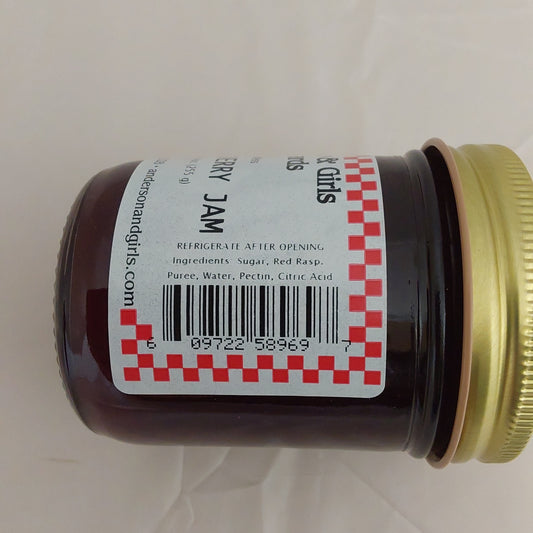 & Girls
ERRY JAM
(255 g)
andersonandgirls.com
REFRIGERATE AFTER OPENING
Ingredients: Sugar, Red Rasp.
Puree, Water, Pectin, Citric Acid
6 09722 58969 7